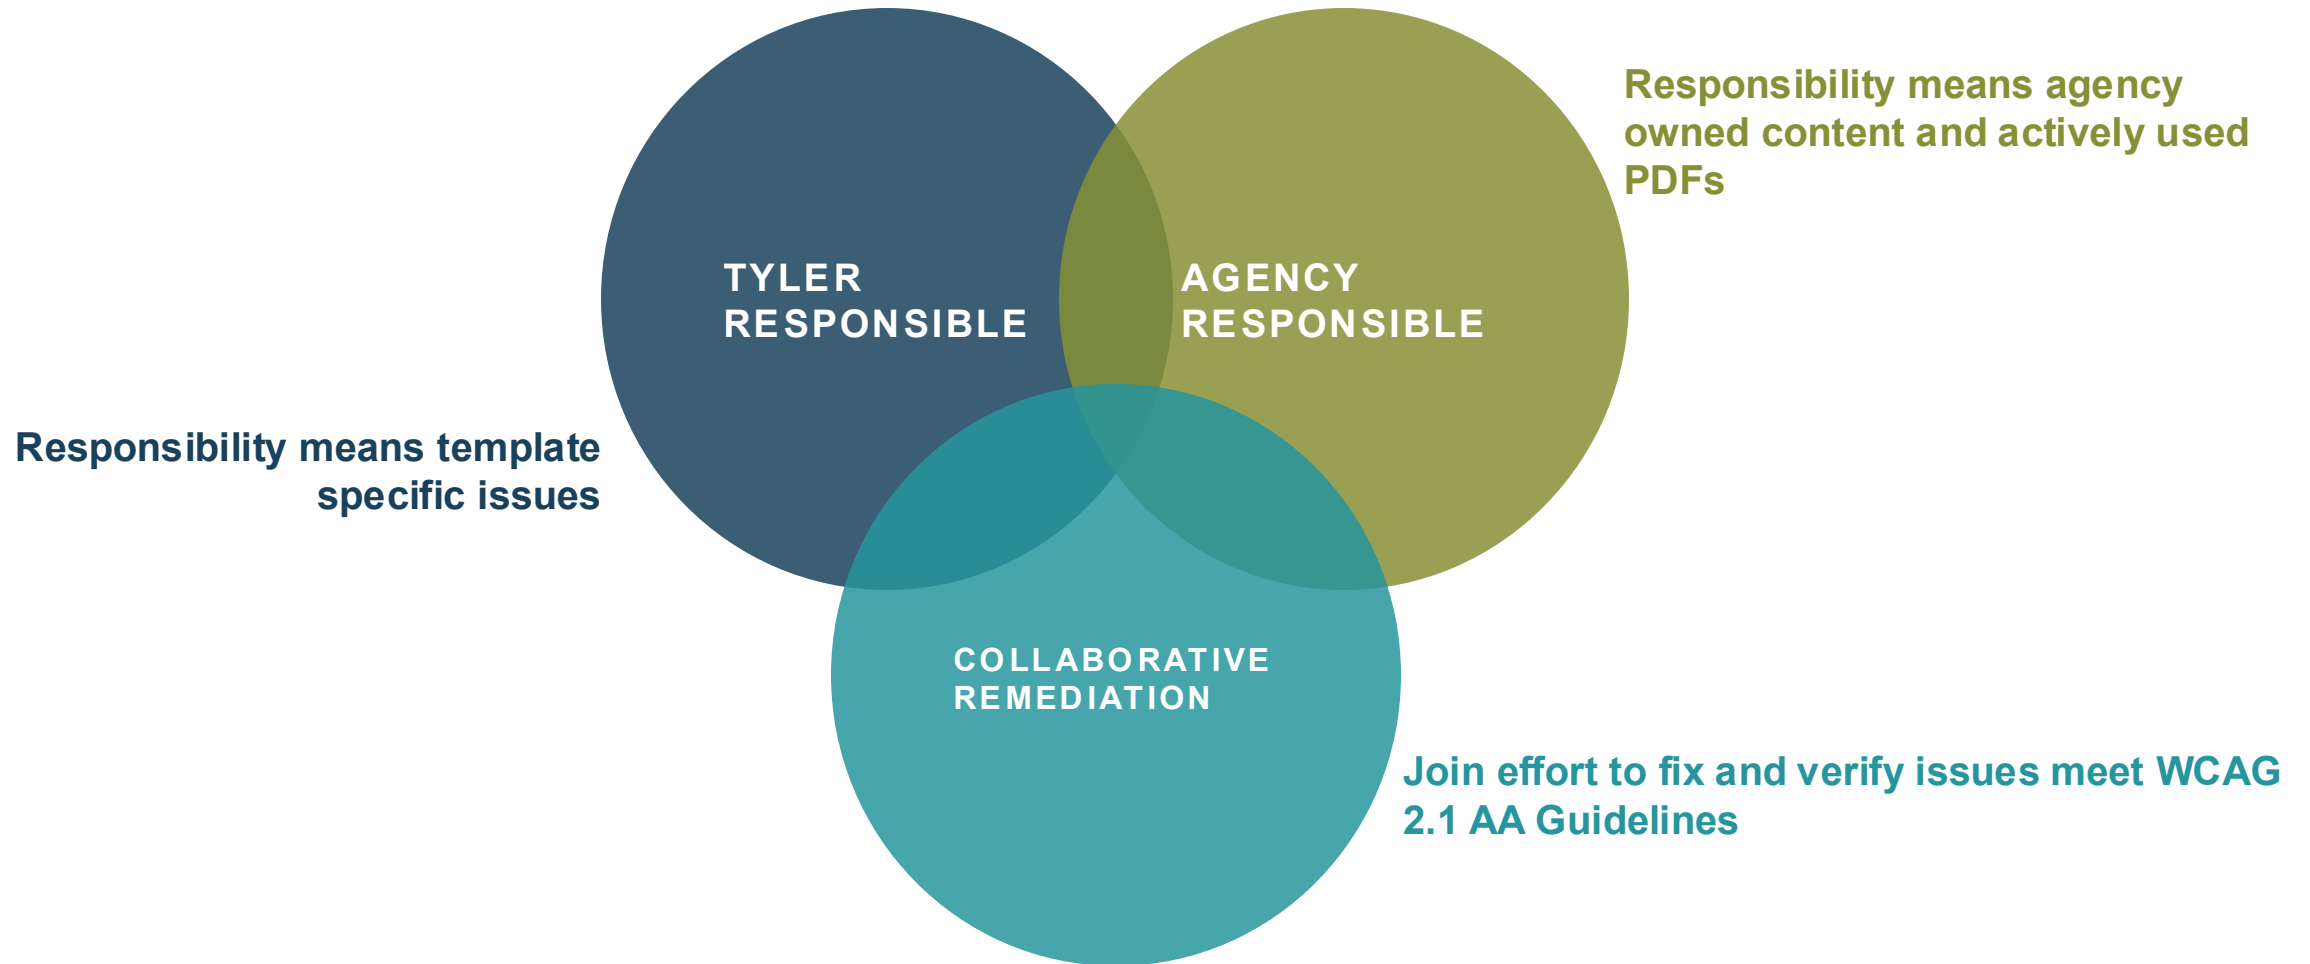 Responsibility means agency
owned content and actively used
PDFs
TYLER
RESPONSIBLE
AGENCY
RESPONSIBLE
Responsibility means template
specific issues
COLLABORATIVE
REMEDIATION
Join effort to fix and verify issues meet WCAG
2.1 AA Guidelines